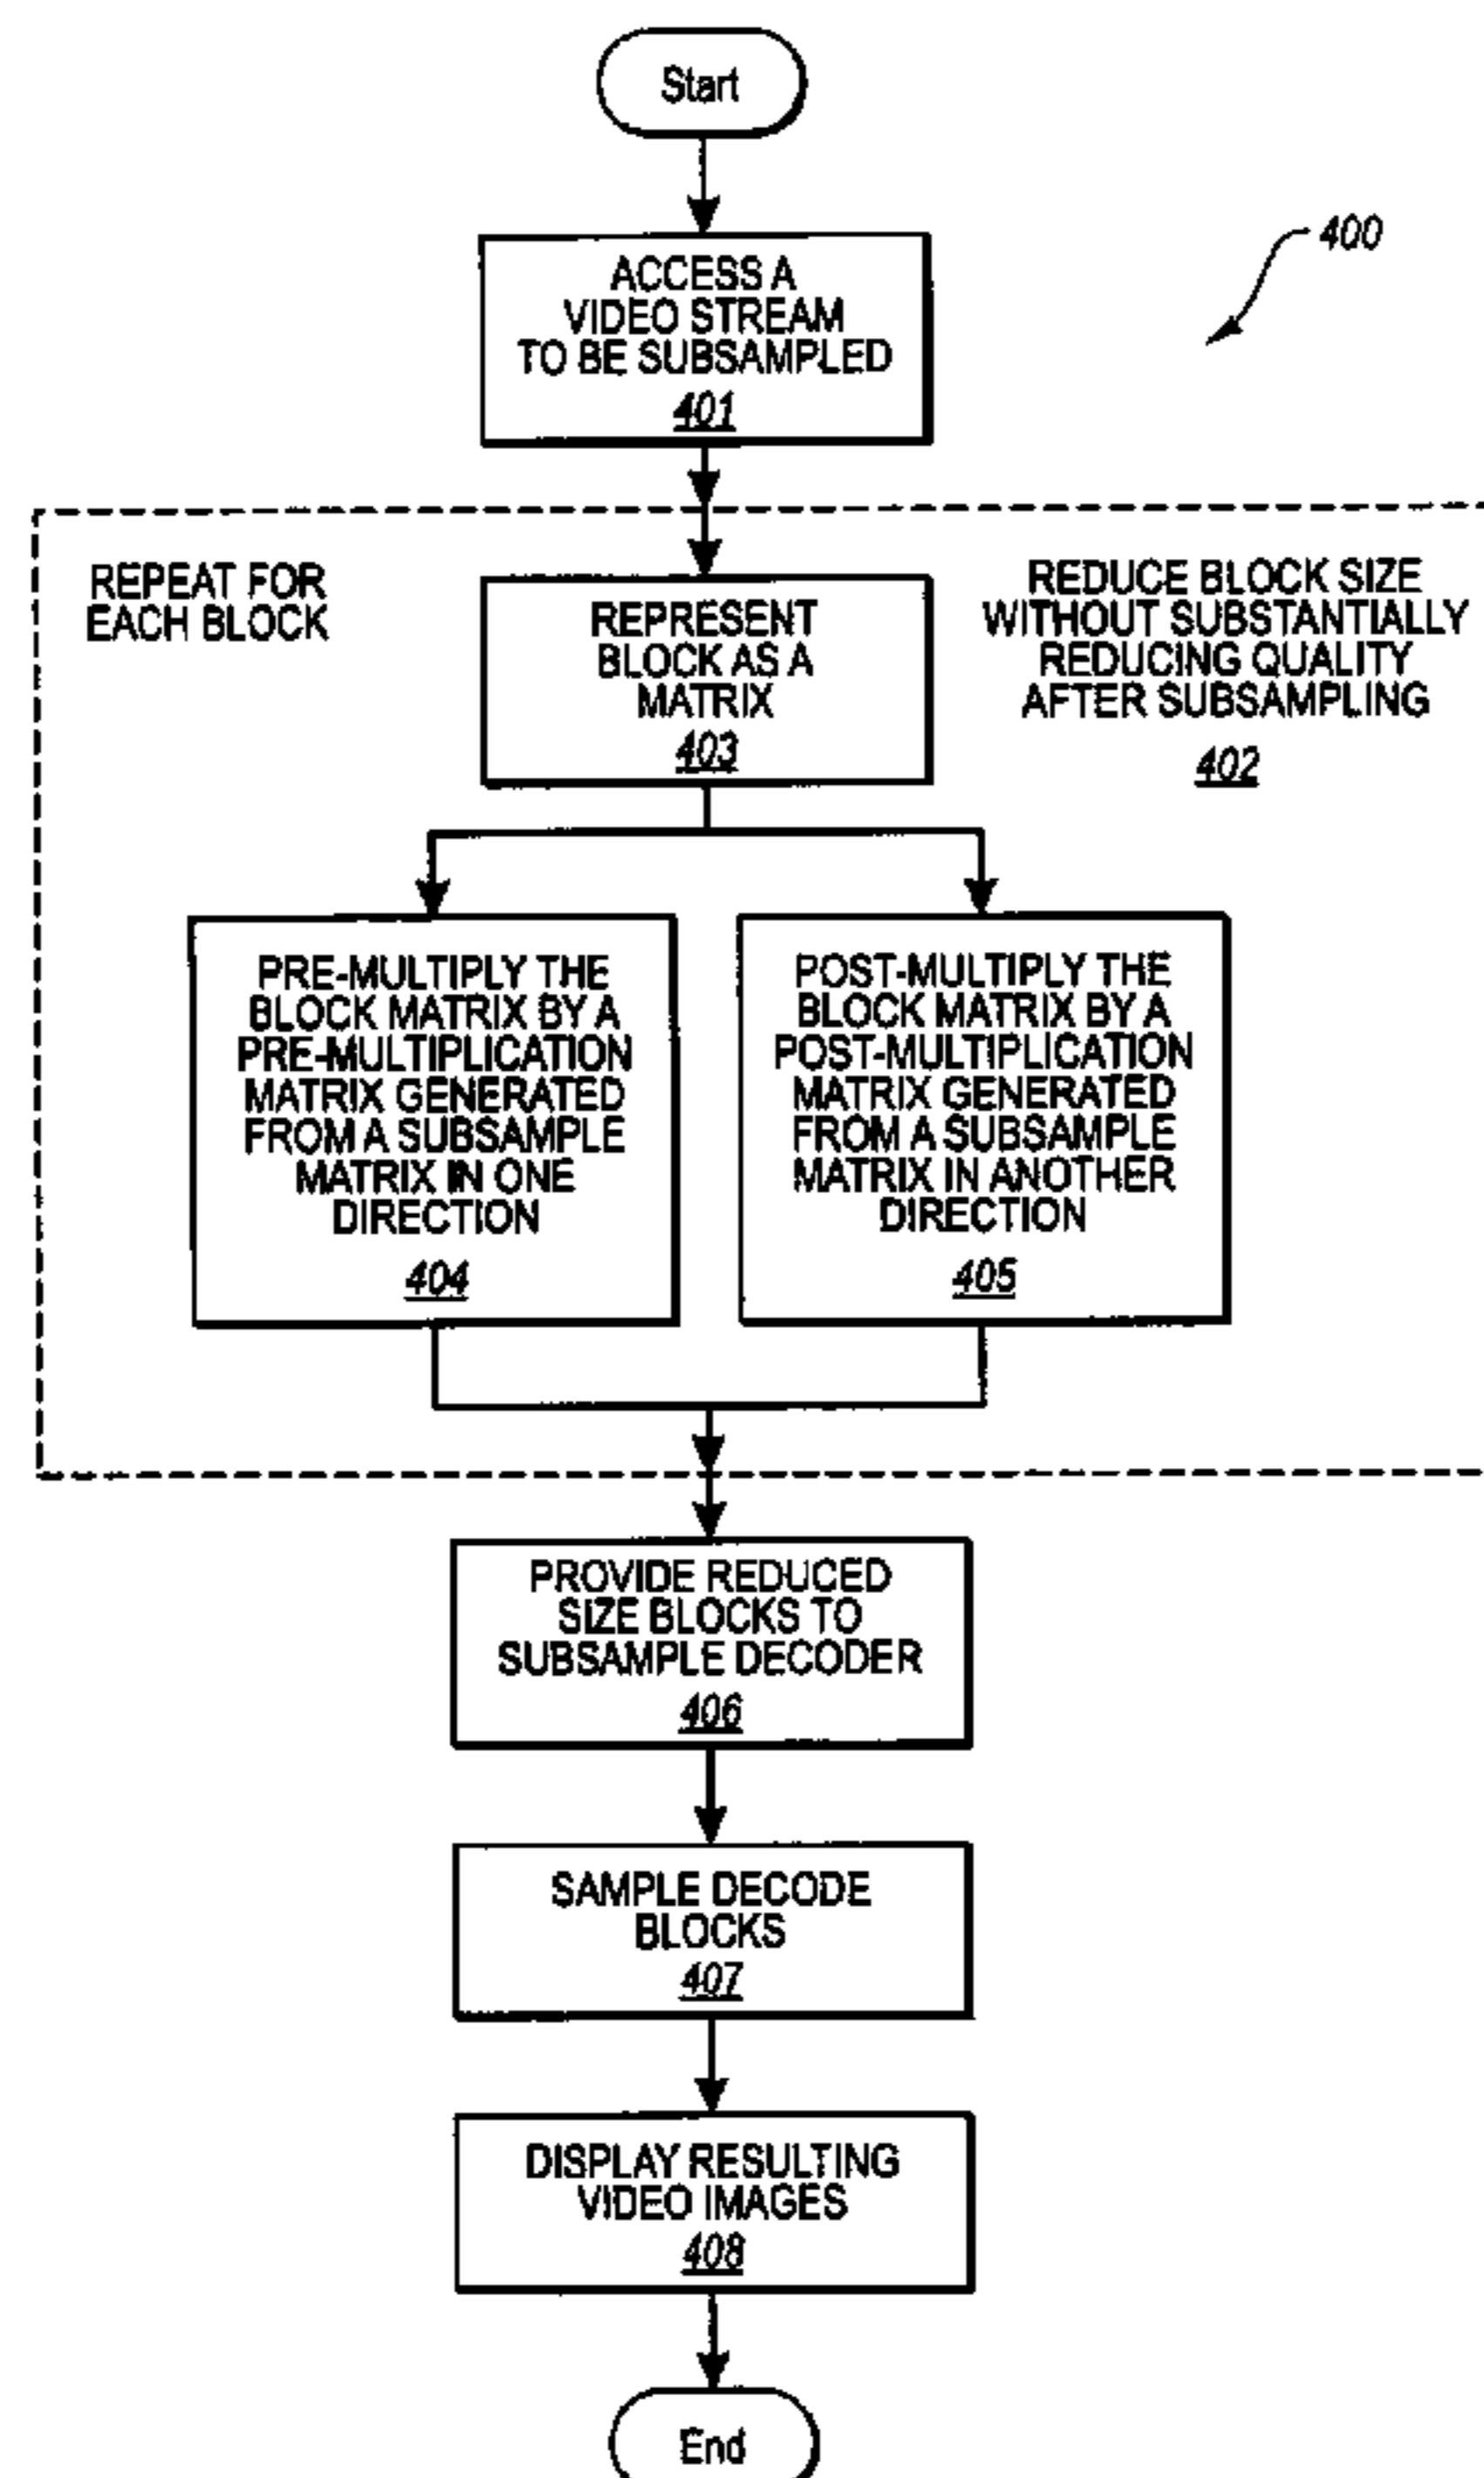 Start
400
ACCESS A
VIDEO STREAM
TO BE SUBSAMPLED
401
REPEAT FOR
EACH BLOCK
REPRESENT
BLOCK AS A
MATRIX
403
REDUCE BLOCK SIZE
WITHOUT SUBSTANTIALLY
REDUCING QUALITY
AFTER SUBSAMPLING
402
PRE-MULTIPLY THE
BLOCK MATRIX BY A
PRE-MULTIPLICATION
MATRIX GENERATED
FROM A SUBSAMPLE
MATRIX IN ONE
DIRECTION
404
POST-MULTIPLY THE
BLOCK MATRIX BY A
POST-MULTIPLICATION
MATRIX GENERATED
FROM A SUBSAMPLE
MATRIX IN ANOTHER
DIRECTION
405
PROVIDE REDUCED
SIZE BLOCKS TO
SUBSAMPLE DECODER
406
SAMPLE DECODE
BLOCKS
407
DISPLAY RESULTING
VIDEO IMAGES
408
End